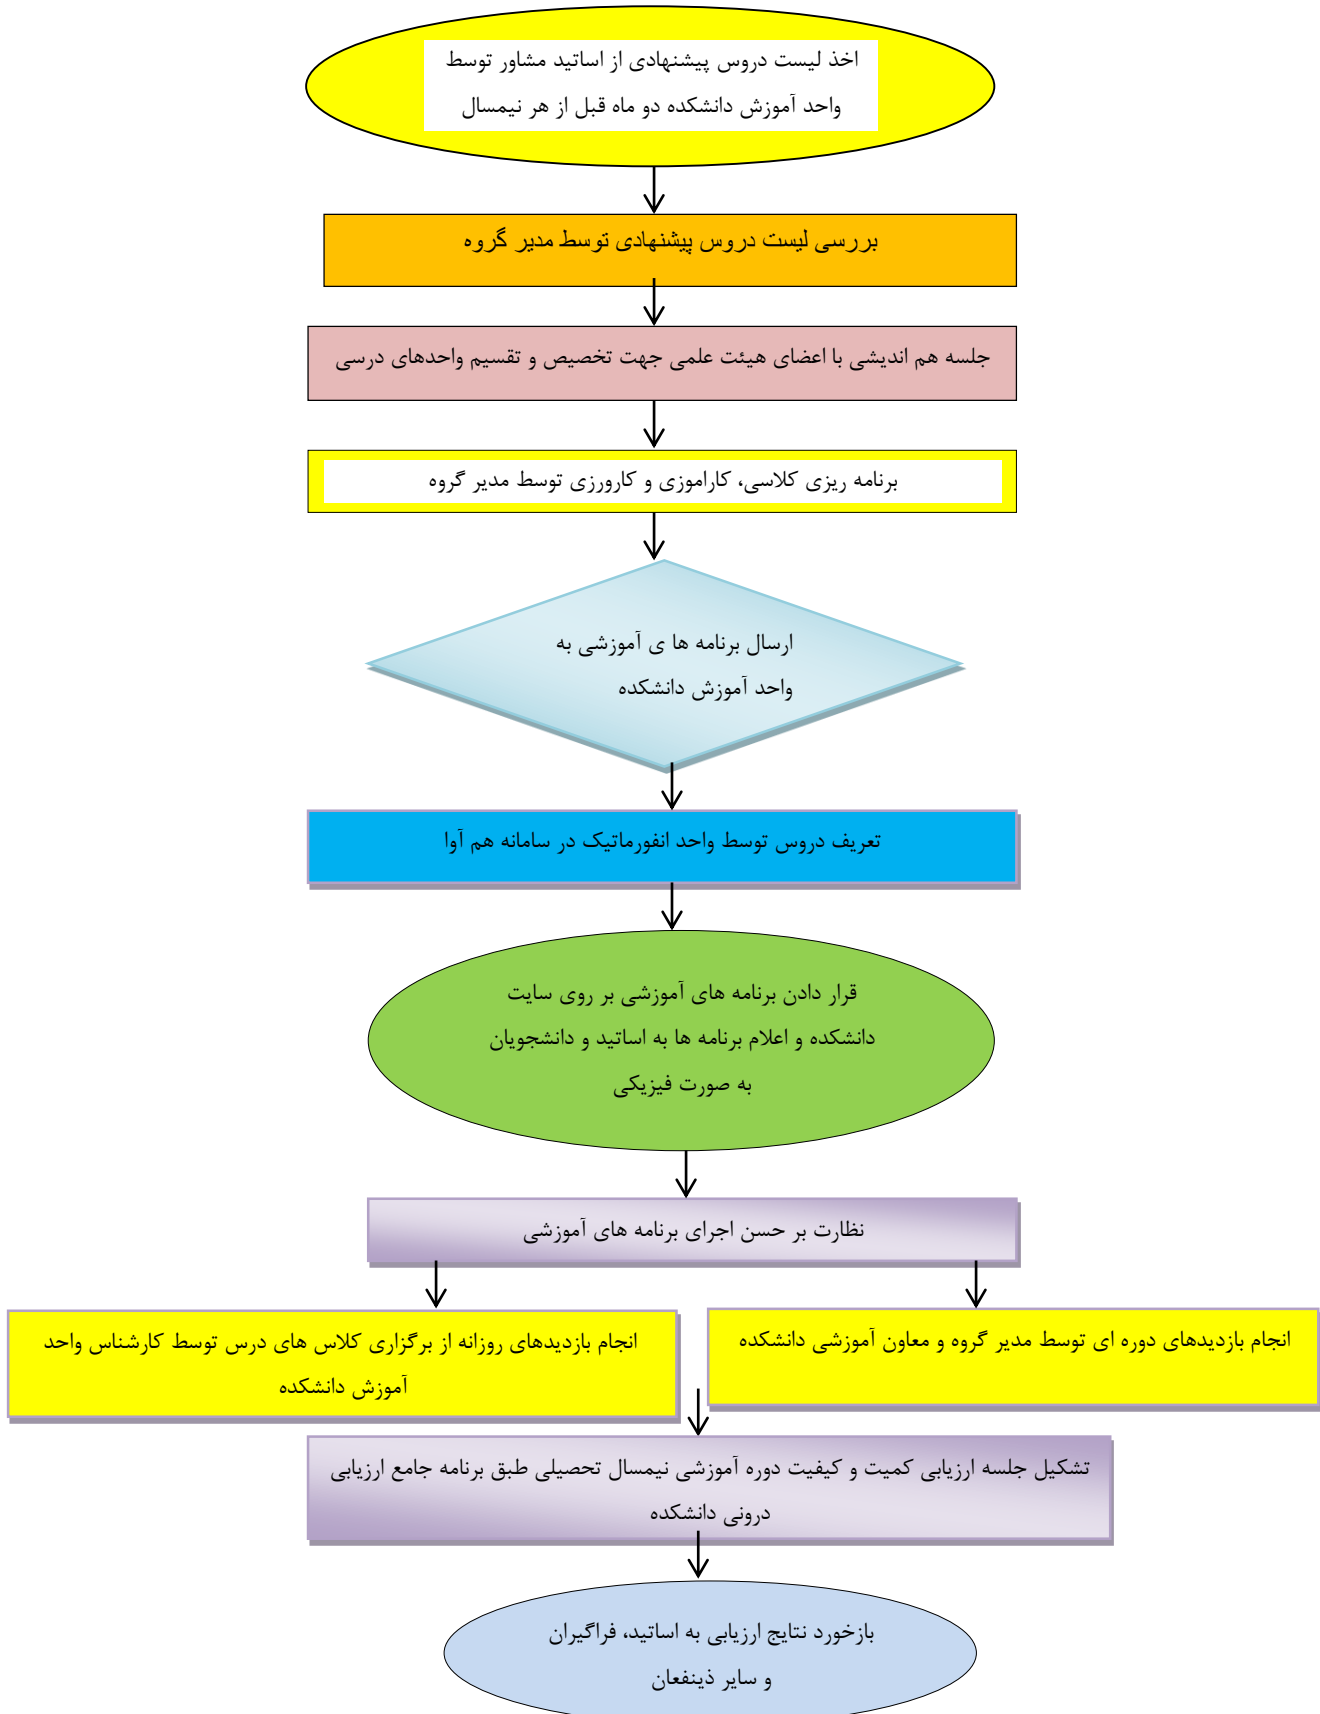 اخذ لیست دروس پیشنهادی از اساتید مشاور توسط
واحد آموزش دانشکده دو ماه قبل از هر نیمسال
بررسی لیست دروس پیشنهادی توسط مدیر گروه
جلسه هم اندیشی با اعضای هیئت علمی جهت تخصیص و تقسیم واحدهای درسی
برنامه ریزی کلاسی، کاراموزی و کارورزی توسط مدیر گروه
ارسال برنامه ها ی آموزشی به
واحد آموزش دانشکده
تعریف دروس توسط واحد انفورماتیک در سامانه هم آوا
قرار دادن برنامه های آموزشی بر روی سایت
دانشکده و اعلام برنامه ها به اساتید و دانشجویان
به صورت فیزیکی
نظارت بر حسن اجرای برنامه های آموزشی
انجام بازدیدهای دوره ای توسط مدیر گروه و معاون آموزشی دانشکده
انجام بازدیدهای روزانه از برگزاری کلاس های درس توسط کارشناس واحد
آموزش دانشکده
تشکیل جلسه ارزیابی کمیت و کیفیت دوره آموزشی نیمسال تحصیلی طبق برنامه جامع ارزیابی
درونی دانشکده
بازخورد نتایج ارزیابی به اساتید، فراگیران
و سایر ذینفعان